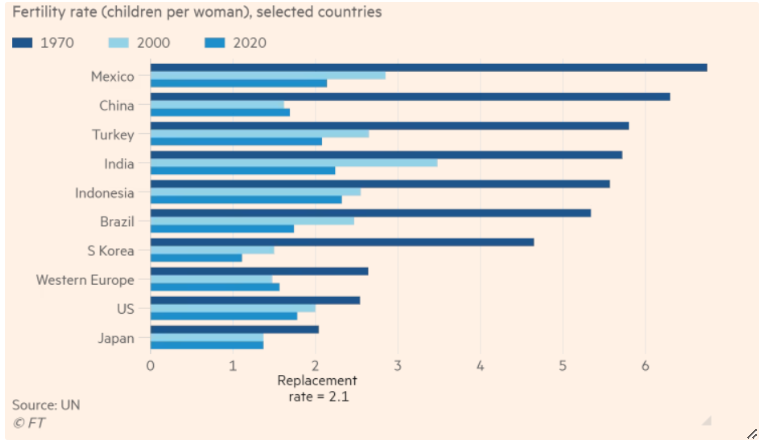 Fertility rate (children per woman), selected countries
1970 2000 2020
Mexico
China
Turkey
India
Indonesia
Brazil
S Korea
Western Europe
US
Japan
0 1 2 3 4 5 6
Replacement
rate = 2.1
Source: UN
© FT